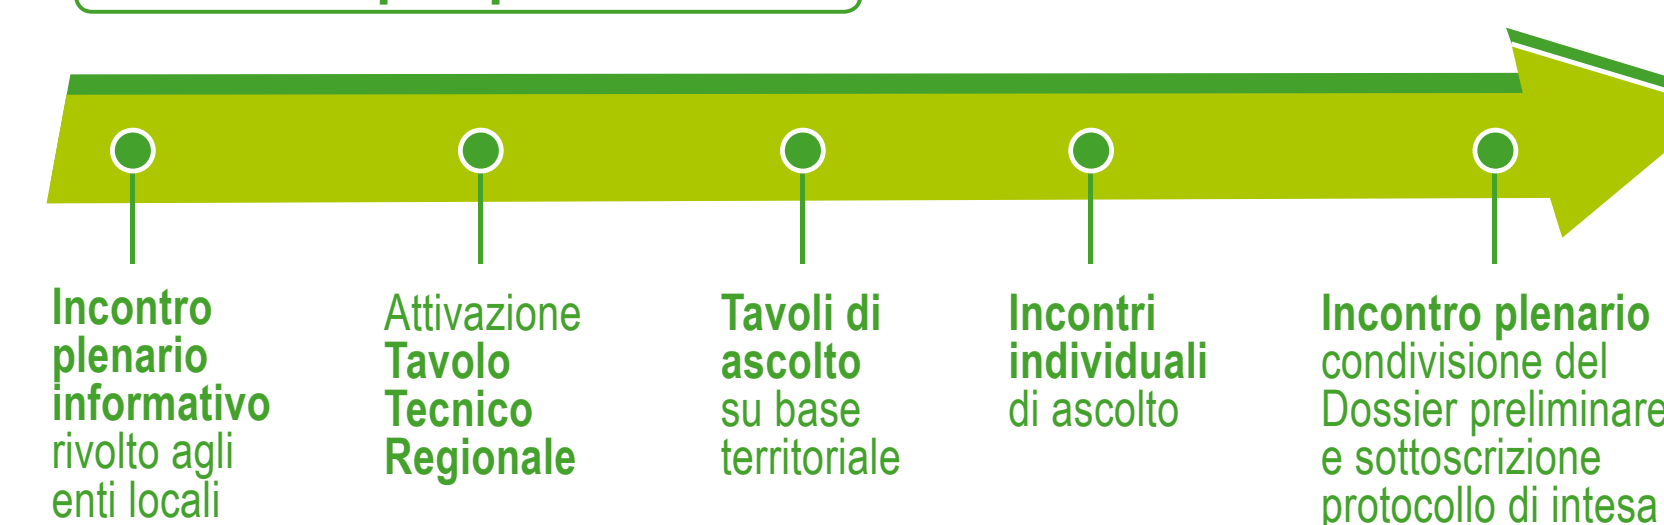 Incontro
plenario
informativo
rivolto agli
enti locali
Attivazione
Tavolo
Tecnico
Regionale
Tavoli di
ascolto
su base
territoriale
Incontri
individuali
di ascolto
Incontro plenario
condivisione del
Dossier preliminare
e sottoscrizione
protocollo di intesa